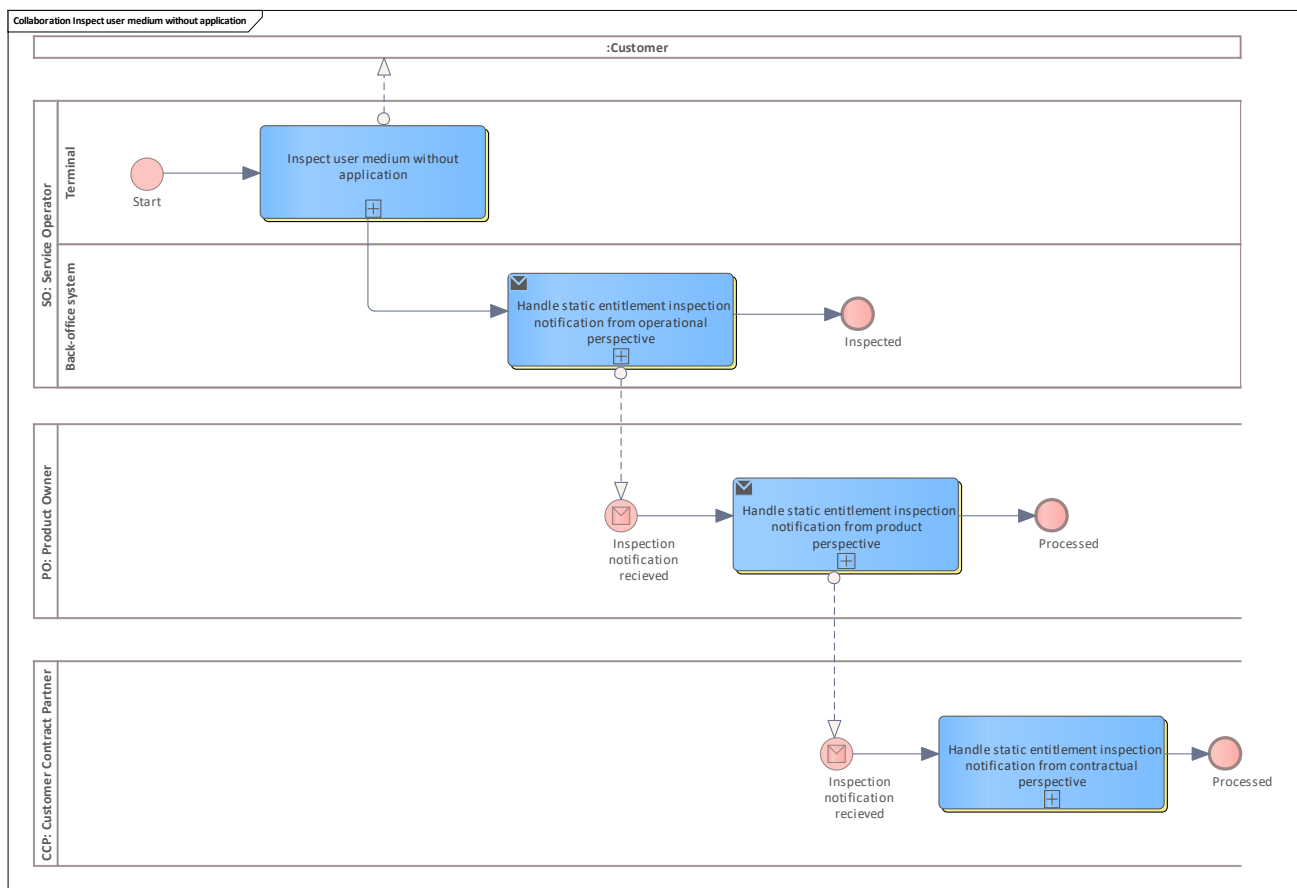 Collaboration Inspect user medium without application
:Customer
SO: Service Operator
Terminal
Start
Inspect user medium without
application
Back-office system
Handle static entitlement inspection
notification from operational
perspective
Inspected
PO: Product Owner
Inspection
notification
recieved
Handle static entitlement inspection
notification from product
perspective
Processed
CCP: Customer Contract Partner
Inspection
notification
recieved
Handle static entitlement inspection
notification from contractual
perspective
Processed